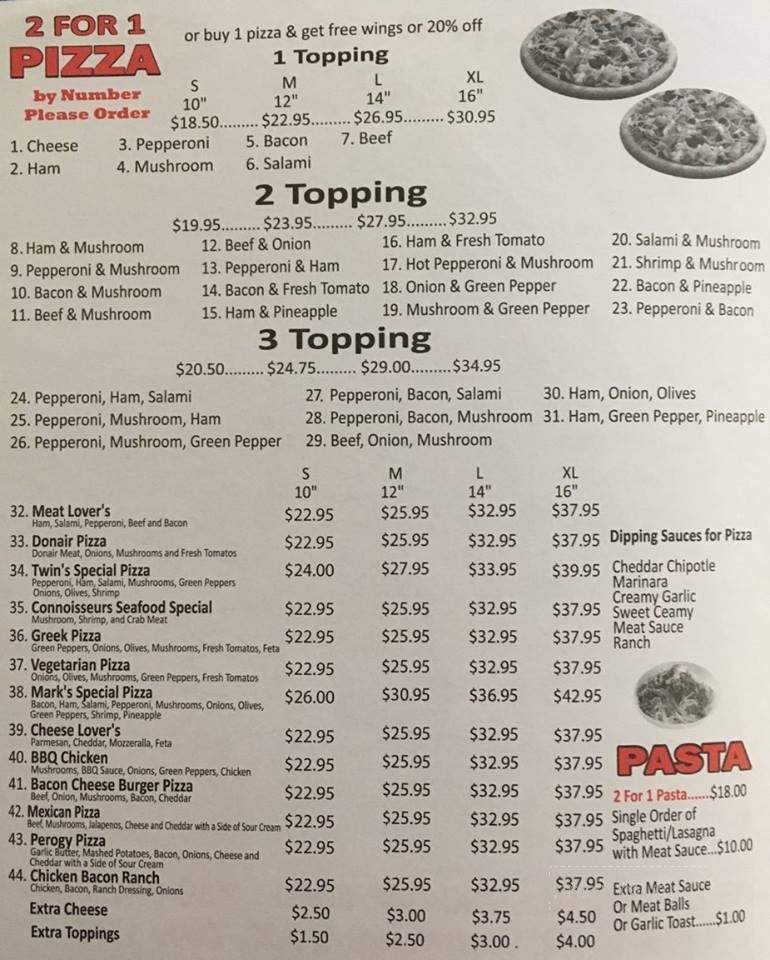 2 FOR 1
PIZZA
by Number
Please Order
or buy 1 pizza & get free wings or 20% off
1 Topping
S M L XL
10" 12" 14" 16"
$18.50......... $22.95......... $26.95......... $30.95
1. Cheese 3. Pepperoni 5. Bacon 7. Beef
2. Ham 4. Mushroom 6. Salami
2 Topping
$19.95......... $23.95......... $27.95.........$32.95
8. Ham & Mushroom 12. Beef & Onion 16. Ham & Fresh Tomato 20. Salami & Mushroom
9. Pepperoni & Mushroom 13. Pepperoni & Ham 17. Hot Pepperoni & Mushroom 21. Shrimp & Mushroom
10. Bacon & Mushroom 14. Bacon & Fresh Tomato 18. Onion & Green Pepper 22. Bacon & Pineapple
11. Beef & Mushroom 15. Ham & Pineapple 19. Mushroom & Green Pepper 23. Pepperoni & Bacon
3 Topping
$20.50......... $24.75......... $29.00.........$34.95
24. Pepperoni, Ham, Salami 27. Pepperoni, Bacon, Salami 30. Ham, Onion, Olives
25. Pepperoni, Mushroom, Ham 28. Pepperoni, Bacon, Mushroom 31. Ham, Green Pepper, Pineapple
26. Pepperoni, Mushroom, Green Pepper 29. Beef, Onion, Mushroom
S M L XL
10" 12" 14" 16"
32. Meat Lover's $22.95 $25.95 $32.95 $37.95
Ham, Salami, Pepperoni, Beef and Bacon
33. Donair Pizza $22.95 $25.95 $32.95 $37.95
Donair Meat, Onions, Mushrooms and Fresh Tomatos
34. Twin's Special Pizza $24.00 $27.95 $33.95 $39.95
Pepperoni, Ham, Salami, Mushrooms, Green Peppers
Onions, Olives, Shrimp
35. Connoisseurs Seafood Special $22.95 $25.95 $32.95 $37.95
Mushroom, Shrimp, and Crab Meat
36. Greek Pizza $22.95 $25.95 $32.95 $37.95
Green Peppers, Onions, Olives, Mushrooms, Fresh Tomatos, Feta
37. Vegetarian Pizza $22.95 $25.95 $32.95 $37.95
Onions, Olives, Mushrooms, Green Peppers, Fresh Tomatos
38. Mark's Special Pizza $26.00 $30.95 $36.95 $42.95
Bacon, Ham, Salami, Pepperoni, Mushrooms, Onions, Olives,
Green Peppers, Shrimp, Pineapple
39. Cheese Lover's $22.95 $25.95 $32.95 $37.95
Parmesan, Cheddar, Mozzeralla, Feta
40. BBQ Chicken $22.95 $25.95 $32.95 $37.95
Mushrooms, BBQ Sauce, Onions, Green Peppers, Chicken
41. Bacon Cheese Burger Pizza $22.95 $25.95 $32.95 $37.95
Beef, Onion, Mushrooms, Bacon, Cheddar
42. Mexican Pizza $22.95 $25.95 $32.95 $37.95
Beef, Mushrooms, Jalapenos, Cheese and Cheddar with a Side of Sour Cream
43. Perogy Pizza $22.95 $25.95 $32.95 $37.95
Garlic Butter, Mashed Potatoes, Bacon, Onions, Cheese and
Cheddar with a Side of Sour Cream
44. Chicken Bacon Ranch $22.95 $25.95 $32.95 $37.95
Chicken, Bacon, Ranch Dressing, Onions
Extra Cheese $2.50 $3.00 $3.75 $4.50
Extra Toppings $1.50 $2.50 $3.00 . $4.00
Dipping Sauces for Pizza
Cheddar Chipotle
Marinara
Creamy Garlic
Sweet Ceamy
Meat Sauce
Ranch
PASTA
2 For 1 Pasta......$18.00
Single Order of
Spaghetti/Lasagna
with Meat Sauce...$10.00
Extra Meat Sauce
Or Meat Balls
Or Garlic Toast......$1.00